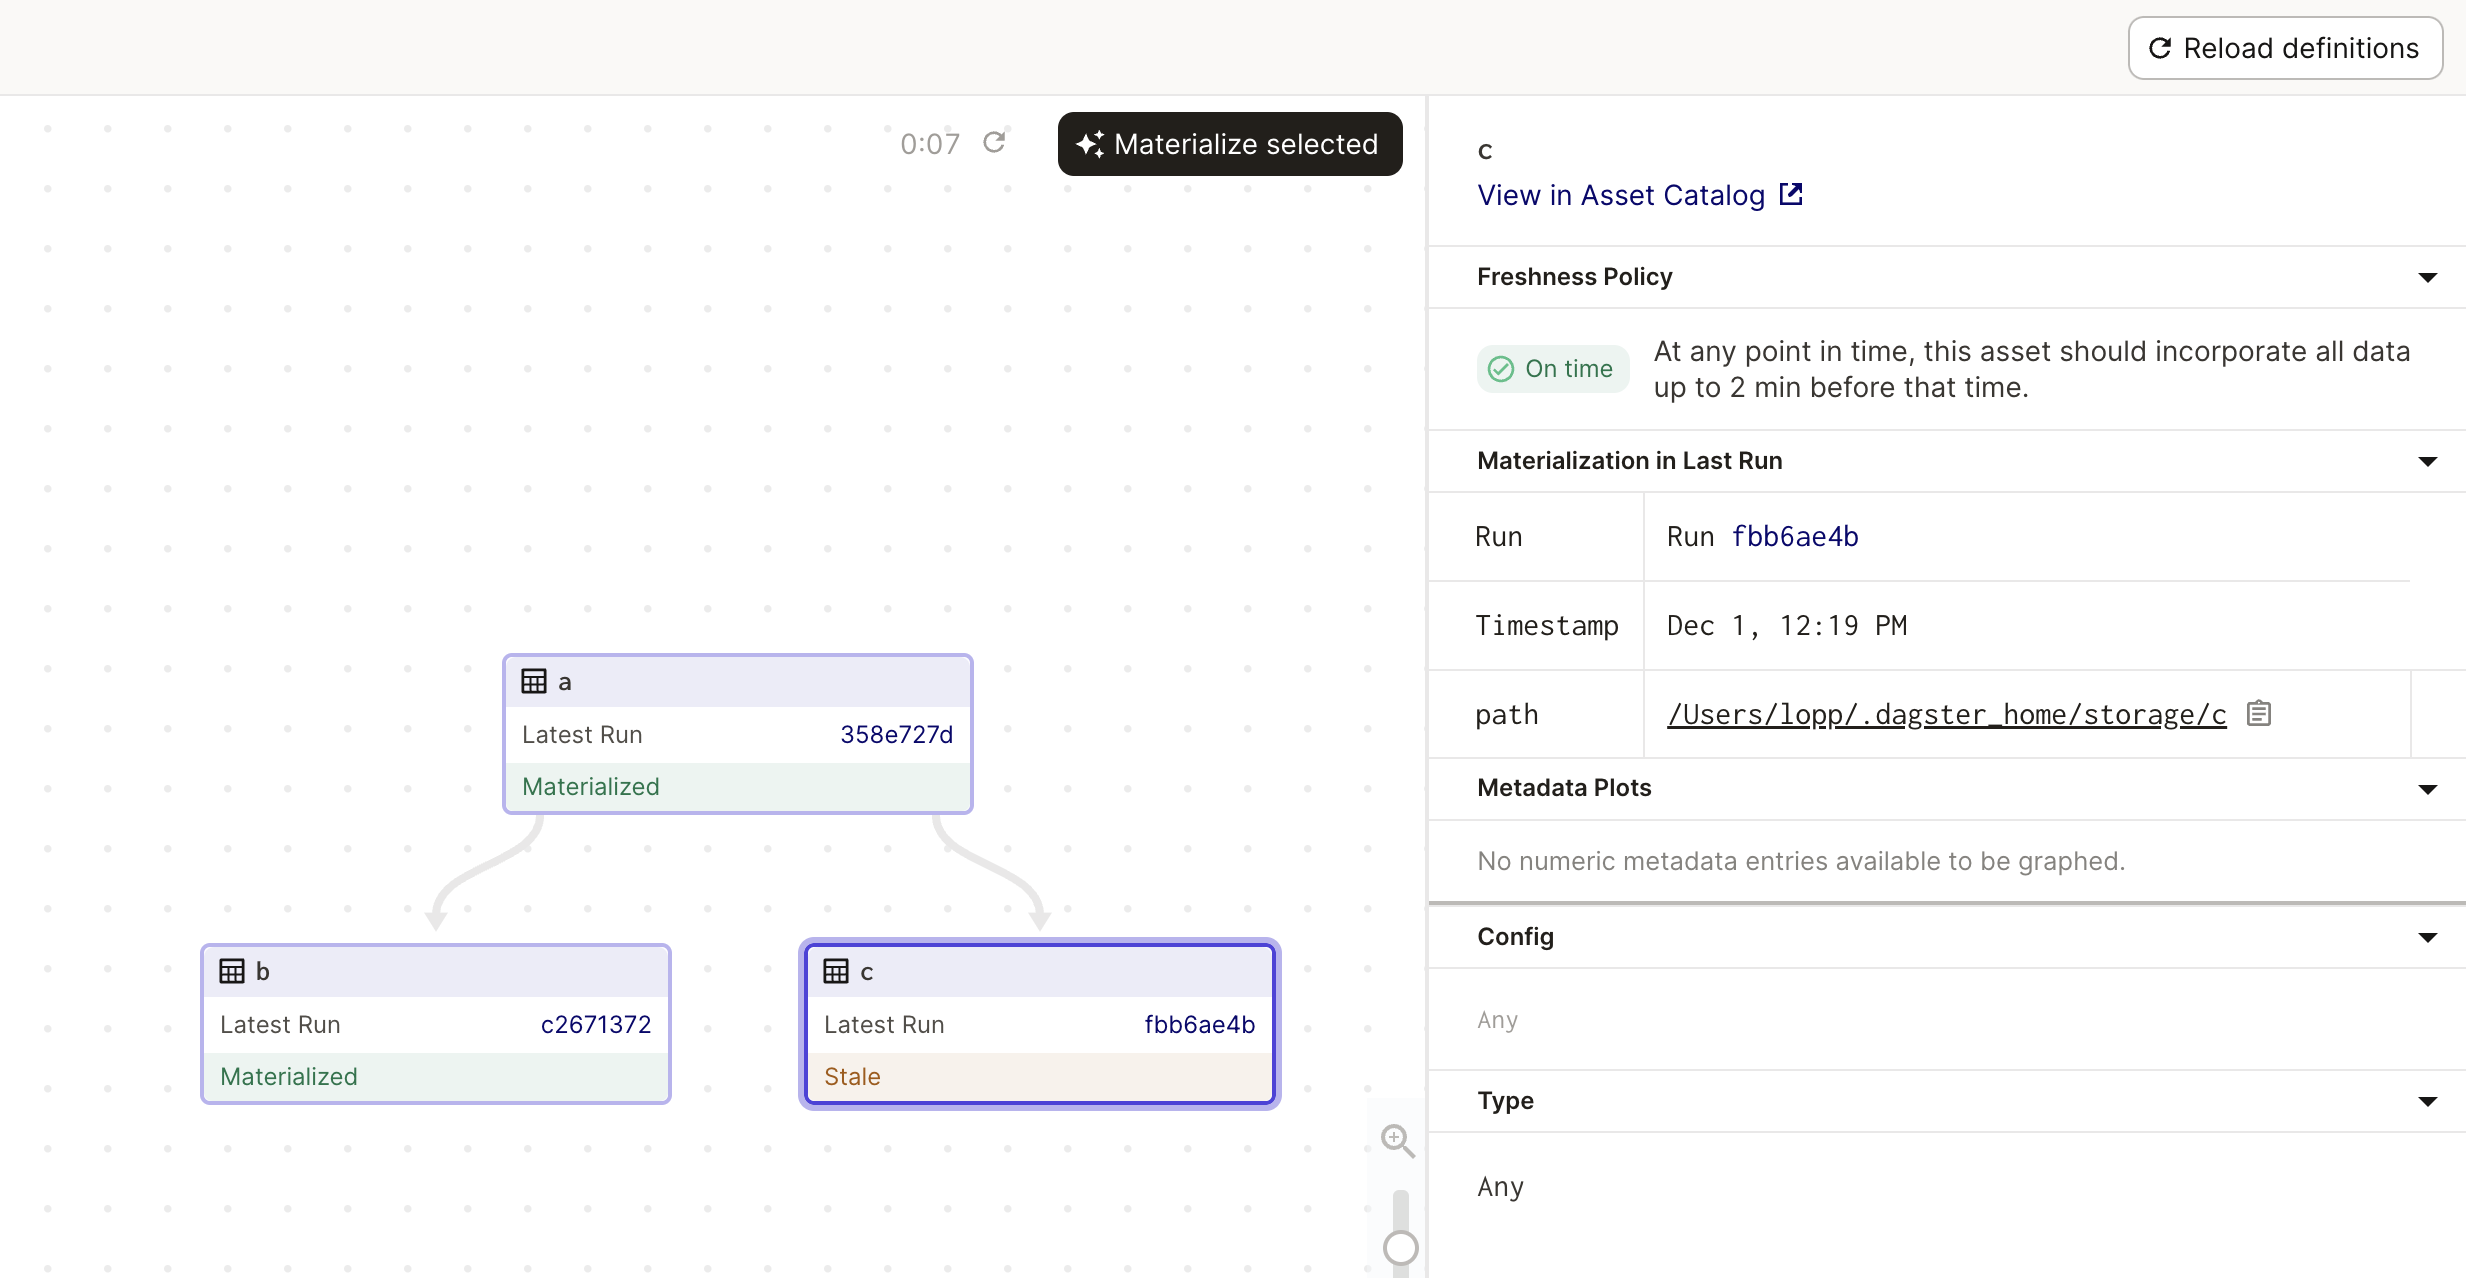 Reload definitions
0:07
Materialize selected
a
Latest Run 358e727d
Materialized
b
Latest Run c2671372
Materialized
c
Latest Run fbb6ae4b
Stale
c
View in Asset Catalog
Freshness Policy
On time
At any point in time, this asset should incorporate all data
up to 2 min before that time.
Materialization in Last Run
Run Run fbb6ae4b
Timestamp Dec 1, 12:19 PM
path /Users/lopp/.dagster_home/storage/c
Metadata Plots
No numeric metadata entries available to be graphed.
Config
Any
Type
Any